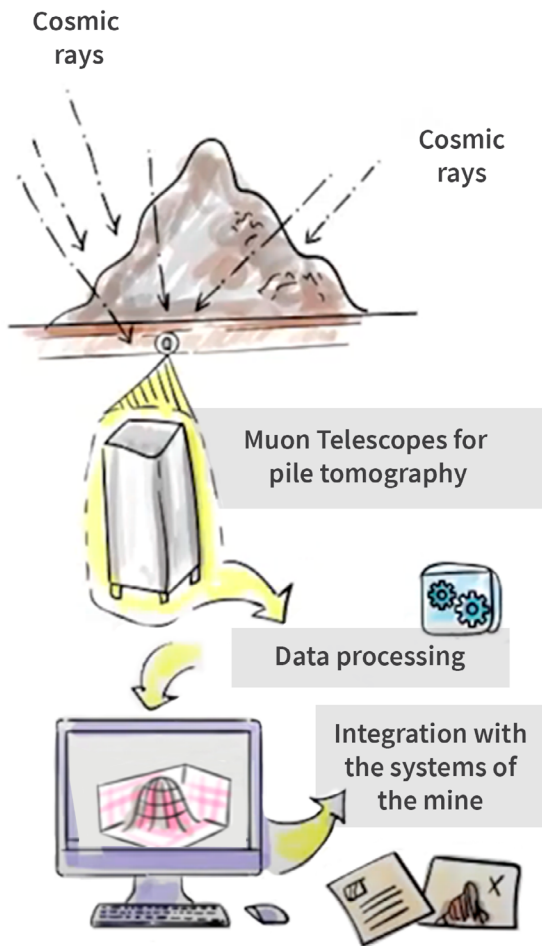 Cosmic
rays
Cosmic
rays
Muon Telescopes for
pile tomography
Data processing
Integration with
the systems of
the mine